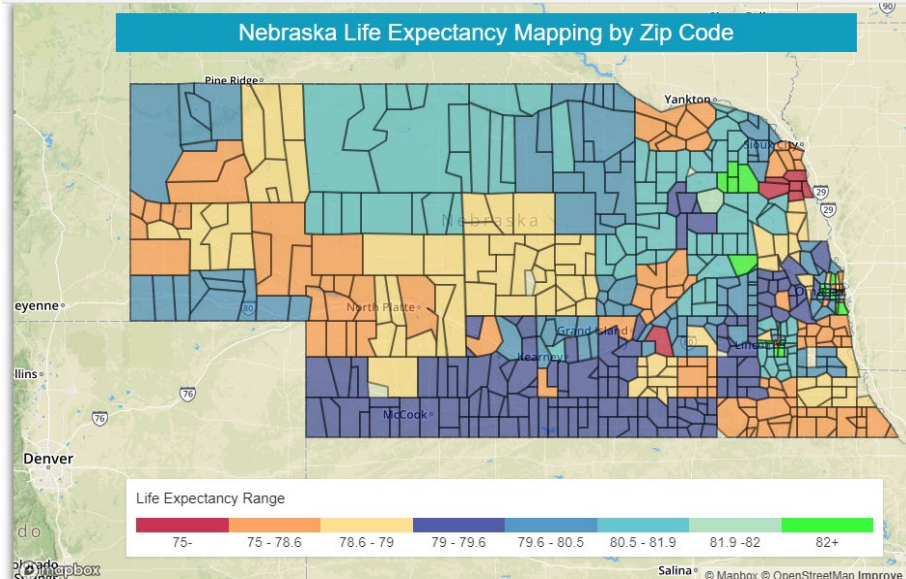 Nebraska Life Expectancy Mapping by Zip Code
90
Pine Ridge
Yankton
Sioux City
29
29
Nebraska
eyenne
80
North Platte
Grand Island
80
Lincoln
Kearney
llins
76
76
McCook
Denver
Life Expectancy Range
75-
75 - 78.6
78.6 - 79
79 - 79.6
79.6 - 80.5
80.5 - 81.9
81.9 -82
82+
do
mapbox
Salina
© Mapbox © OpenStreetMap Improve